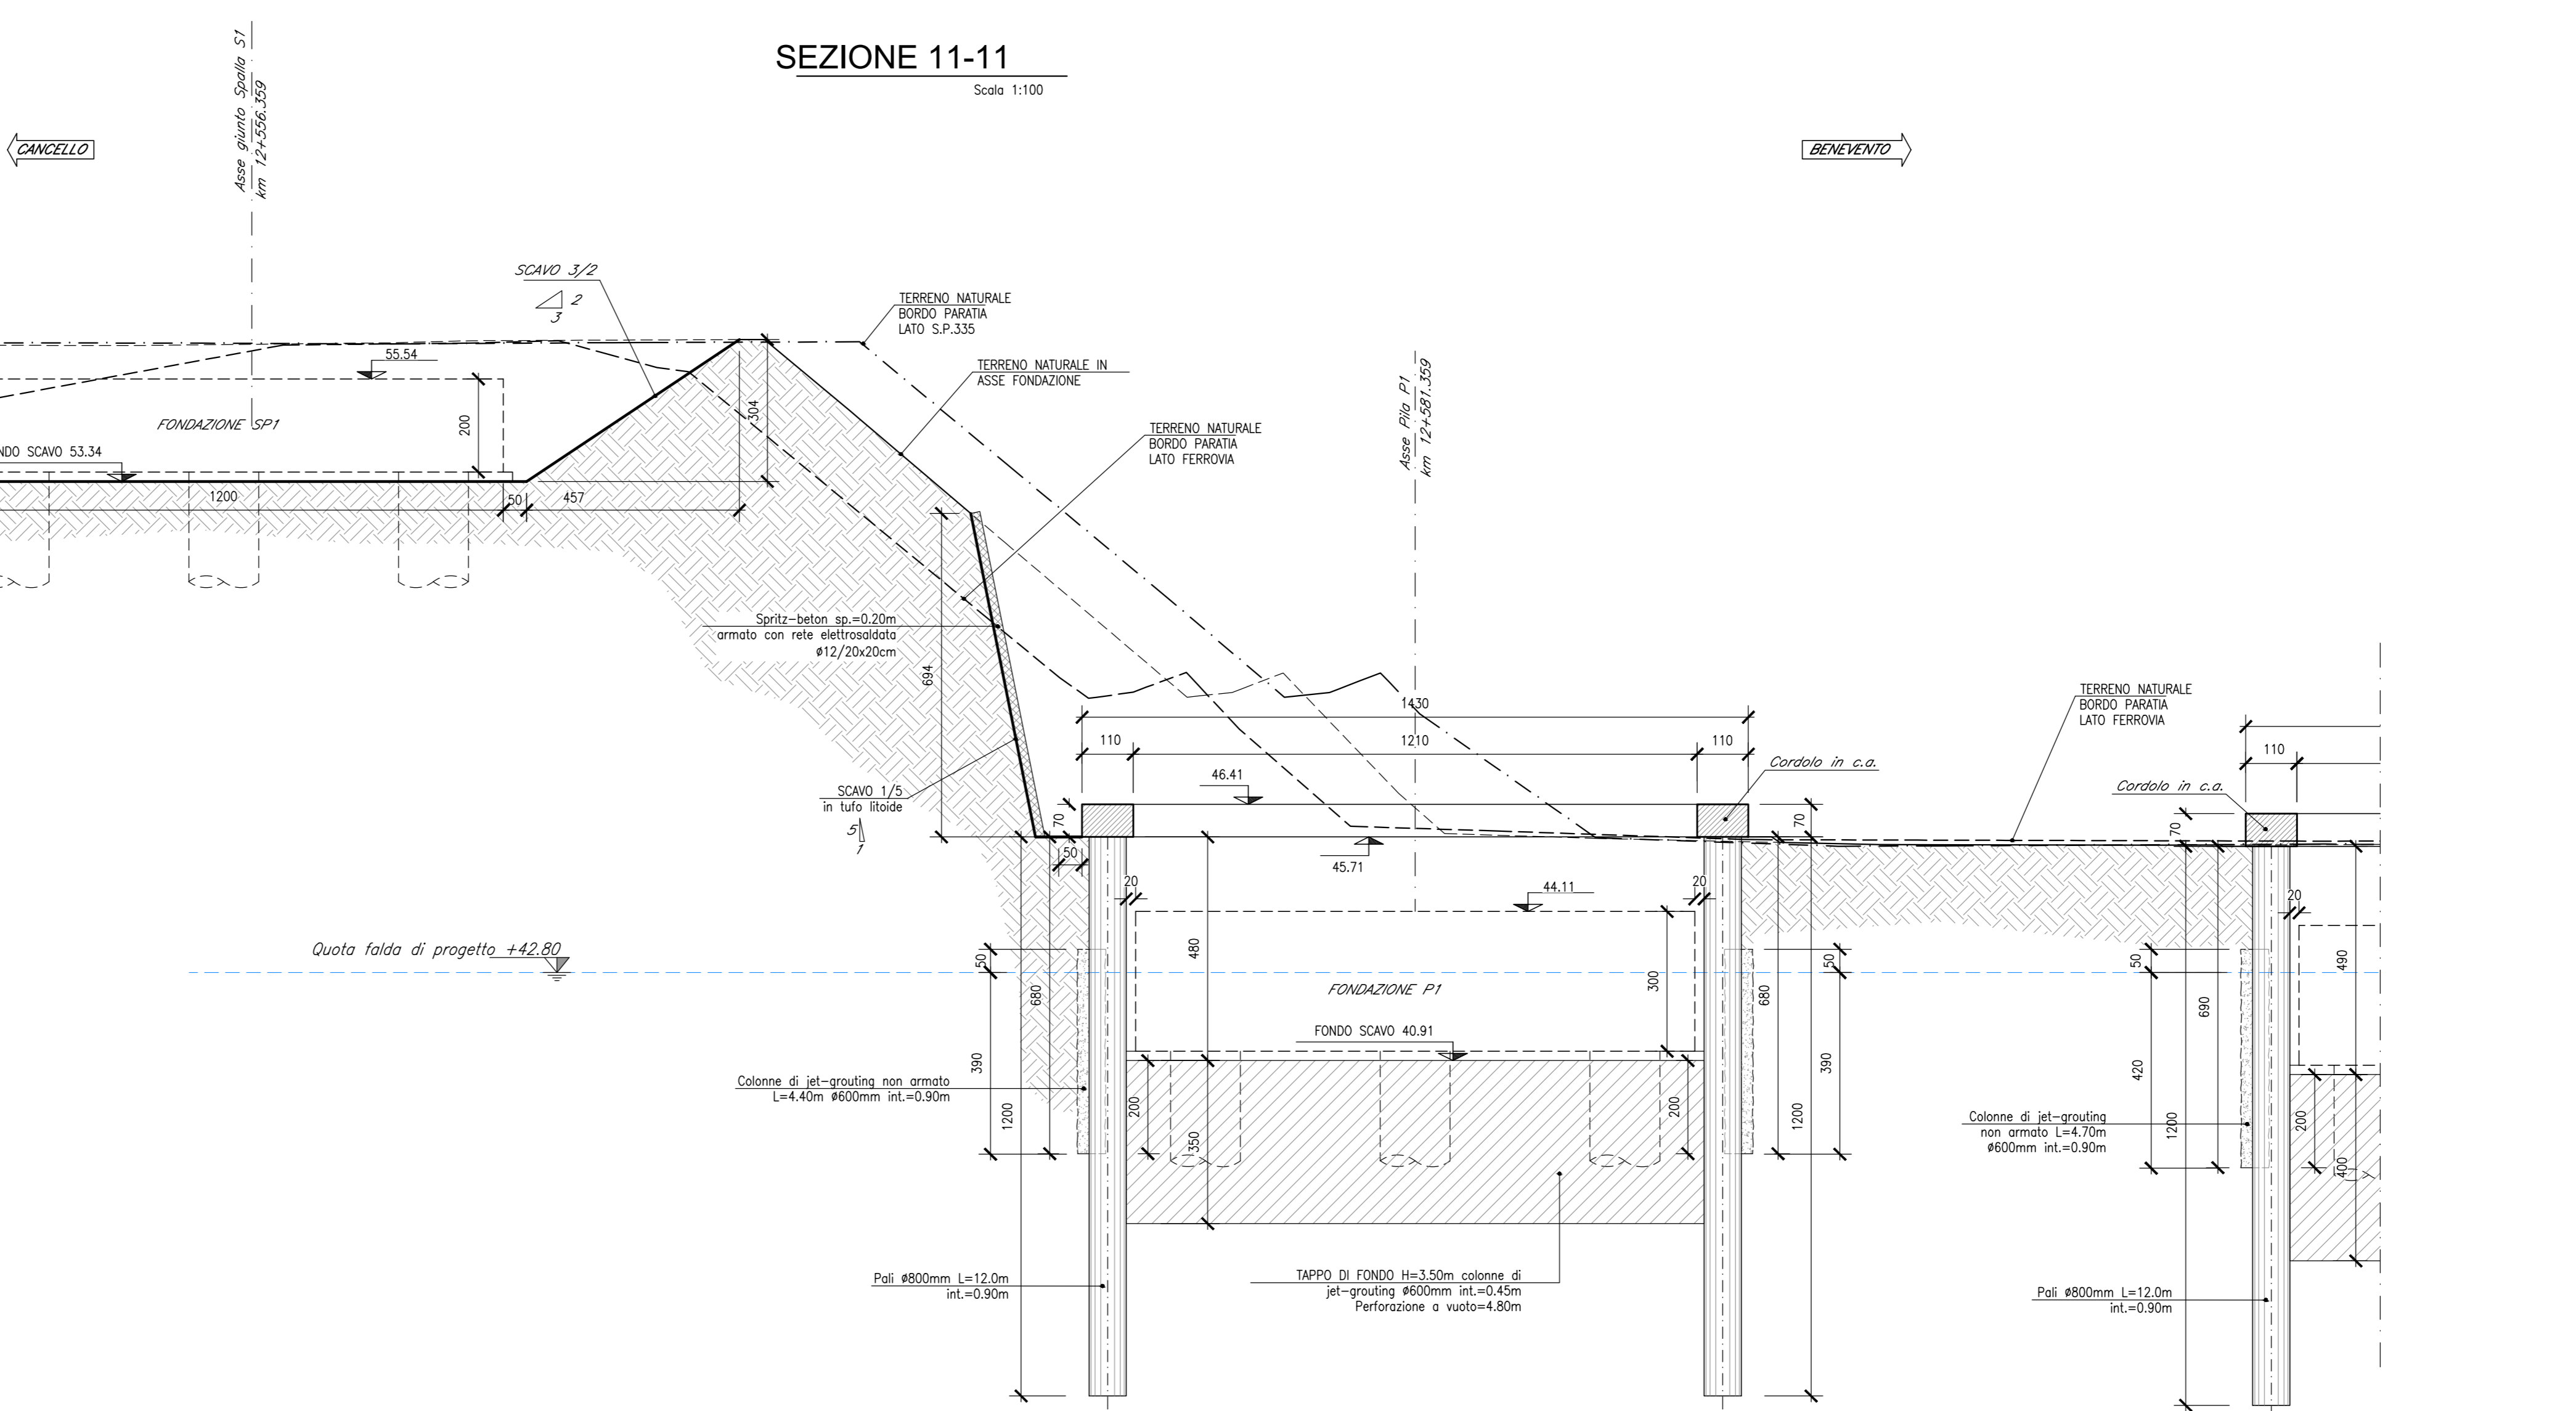 SEZIONE 11-11
Scala 1:100
Asse giunto Spalla S1
km 12+556.359
CANCELLO
BENEVENTO
SCAVO 3/2
2
3
TERRENO NATURALE
BORDO PARATIA
LATO S.P.335
TERRENO NATURALE IN
ASSE FONDAZIONE
TERRENO NATURALE
BORDO PARATIA
LATO FERROVIA
Asse Pila P1
km 12+581.359
55.54
FONDAZIONE SP1
200
304
NDO SCAVO 53.34
1200
50
457
Spritz-beton sp.=0.20m
armato con rete elettrosaldata
ø12/20x20cm
694
SCAVO 1/5
in tufo litoide
5
1
1430
110
1210
110
46.41
Cordolo in c.a.
70
70
50
45.71
20
20
44.11
TERRENO NATURALE
BORDO PARATIA
LATO FERROVIA
110
Cordolo in c.a.
70
20
Quota falda di progetto +42.80
50
480
300
50
680
680
FONDAZIONE P1
FONDO SCAVO 40.91
390
390
1200
1200
200
200
350
Colonne di jet-grouting non armato
L=4.40m ø600mm int.=0.90m
50
490
690
420
1200
200
400
Colonne di jet-grouting
non armato L=4.70m
ø600mm int.=0.90m
Pali ø800mm L=12.0m
int.=0.90m
TAPPO DI FONDO H=3.50m colonne di
jet-grouting ø600mm int.=0.45m
Perforazione a vuoto=4.80m
Pali ø800mm L=12.0m
int.=0.90m